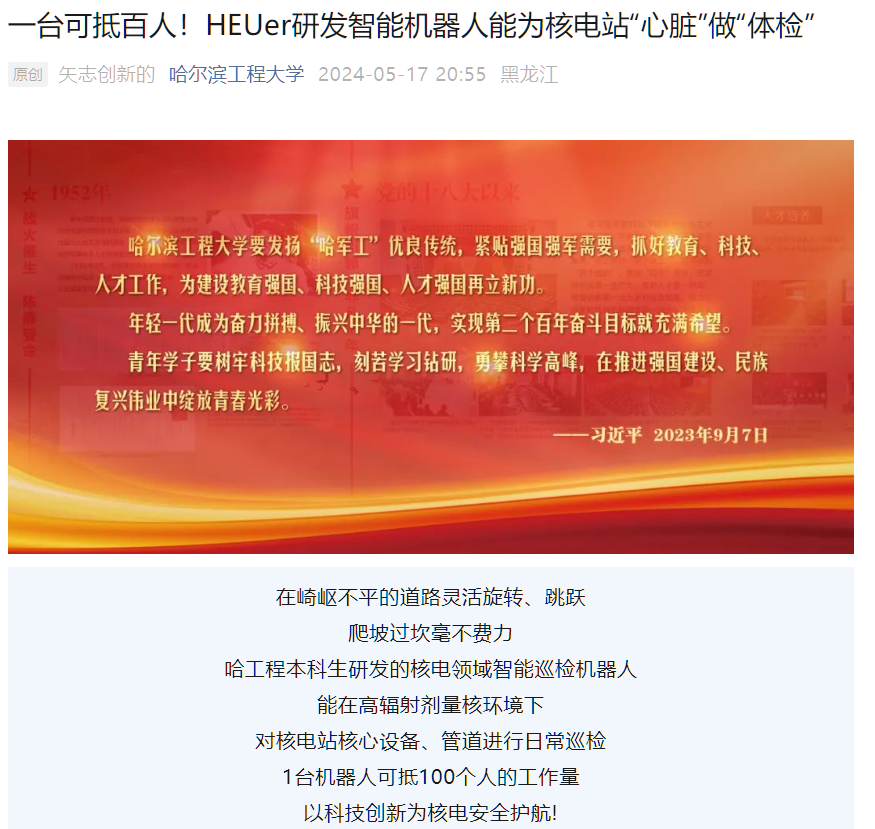 一台可抵百人！HEUer研发智能机器人能为核电站“心脏”做“体检”
原创 矢志创新的 哈尔滨工程大学 2024-05-17 20:55 黑龙江
1952年
党的十八大以来
人才培养
哈尔滨工程大学要发扬“哈军工”优良传统，紧贴强国强军需要，抓好教育、科技、
人才工作，为建设教育强国、科技强国、人才强国再立新功。
年轻一代成为奋力拼搏、振兴中华的一代，实现第二个百年奋斗目标就充满希望。
青年学子要树牢科技报国志，刻苦学习钻研，勇攀科学高峰，在推进强国建设、民族
复兴伟业中绽放青春光彩。
——习近平 2023年9月7日
在崎岖不平的道路灵活旋转、跳跃
爬坡过坎毫不费力
哈工程本科生研发的核电领域智能巡检机器人
能在高辐射剂量核环境下
对核电站核心设备、管道进行日常巡检
1台机器人可抵100个人的工作量
以科技创新为核电安全护航!